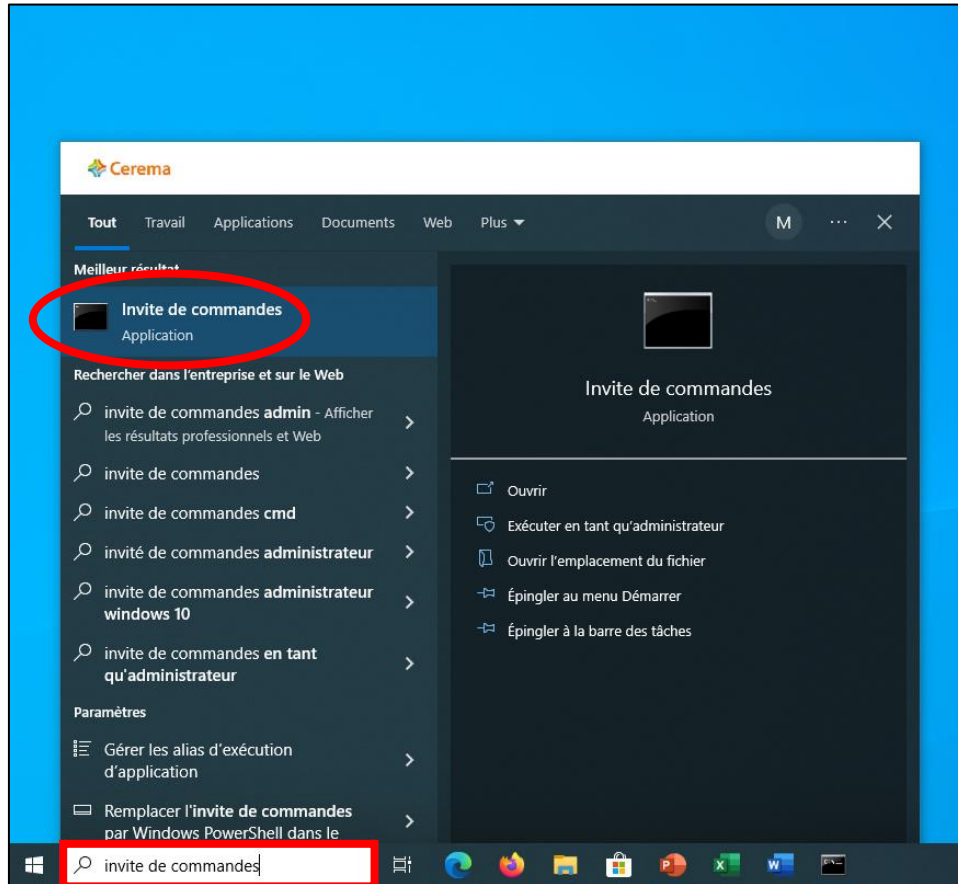 Cerema
Tout Travail Applications Documents Web Plus
M ... ×
Meilleur résultat
Invite de commandes
Application
Rechercher dans l'entreprise et sur le Web
invite de commandes admin - Afficher
les résultats professionnels et Web
invite de commandes
invite de commandes cmd
invité de commandes administrateur
invite de commandes administrateur
windows 10
invite de commandes en tant
qu'administrateur
Paramètres
Gérer les alias d'exécution
d'application
Remplacer l'invite de commandes
par Windows PowerShell dans le
Invite de commandes
Application
Ouvrir
Exécuter en tant qu'administrateur
Ouvrir l'emplacement du fichier
Épingler au menu Démarrer
Épingler à la barre des tâches
invite de commandes